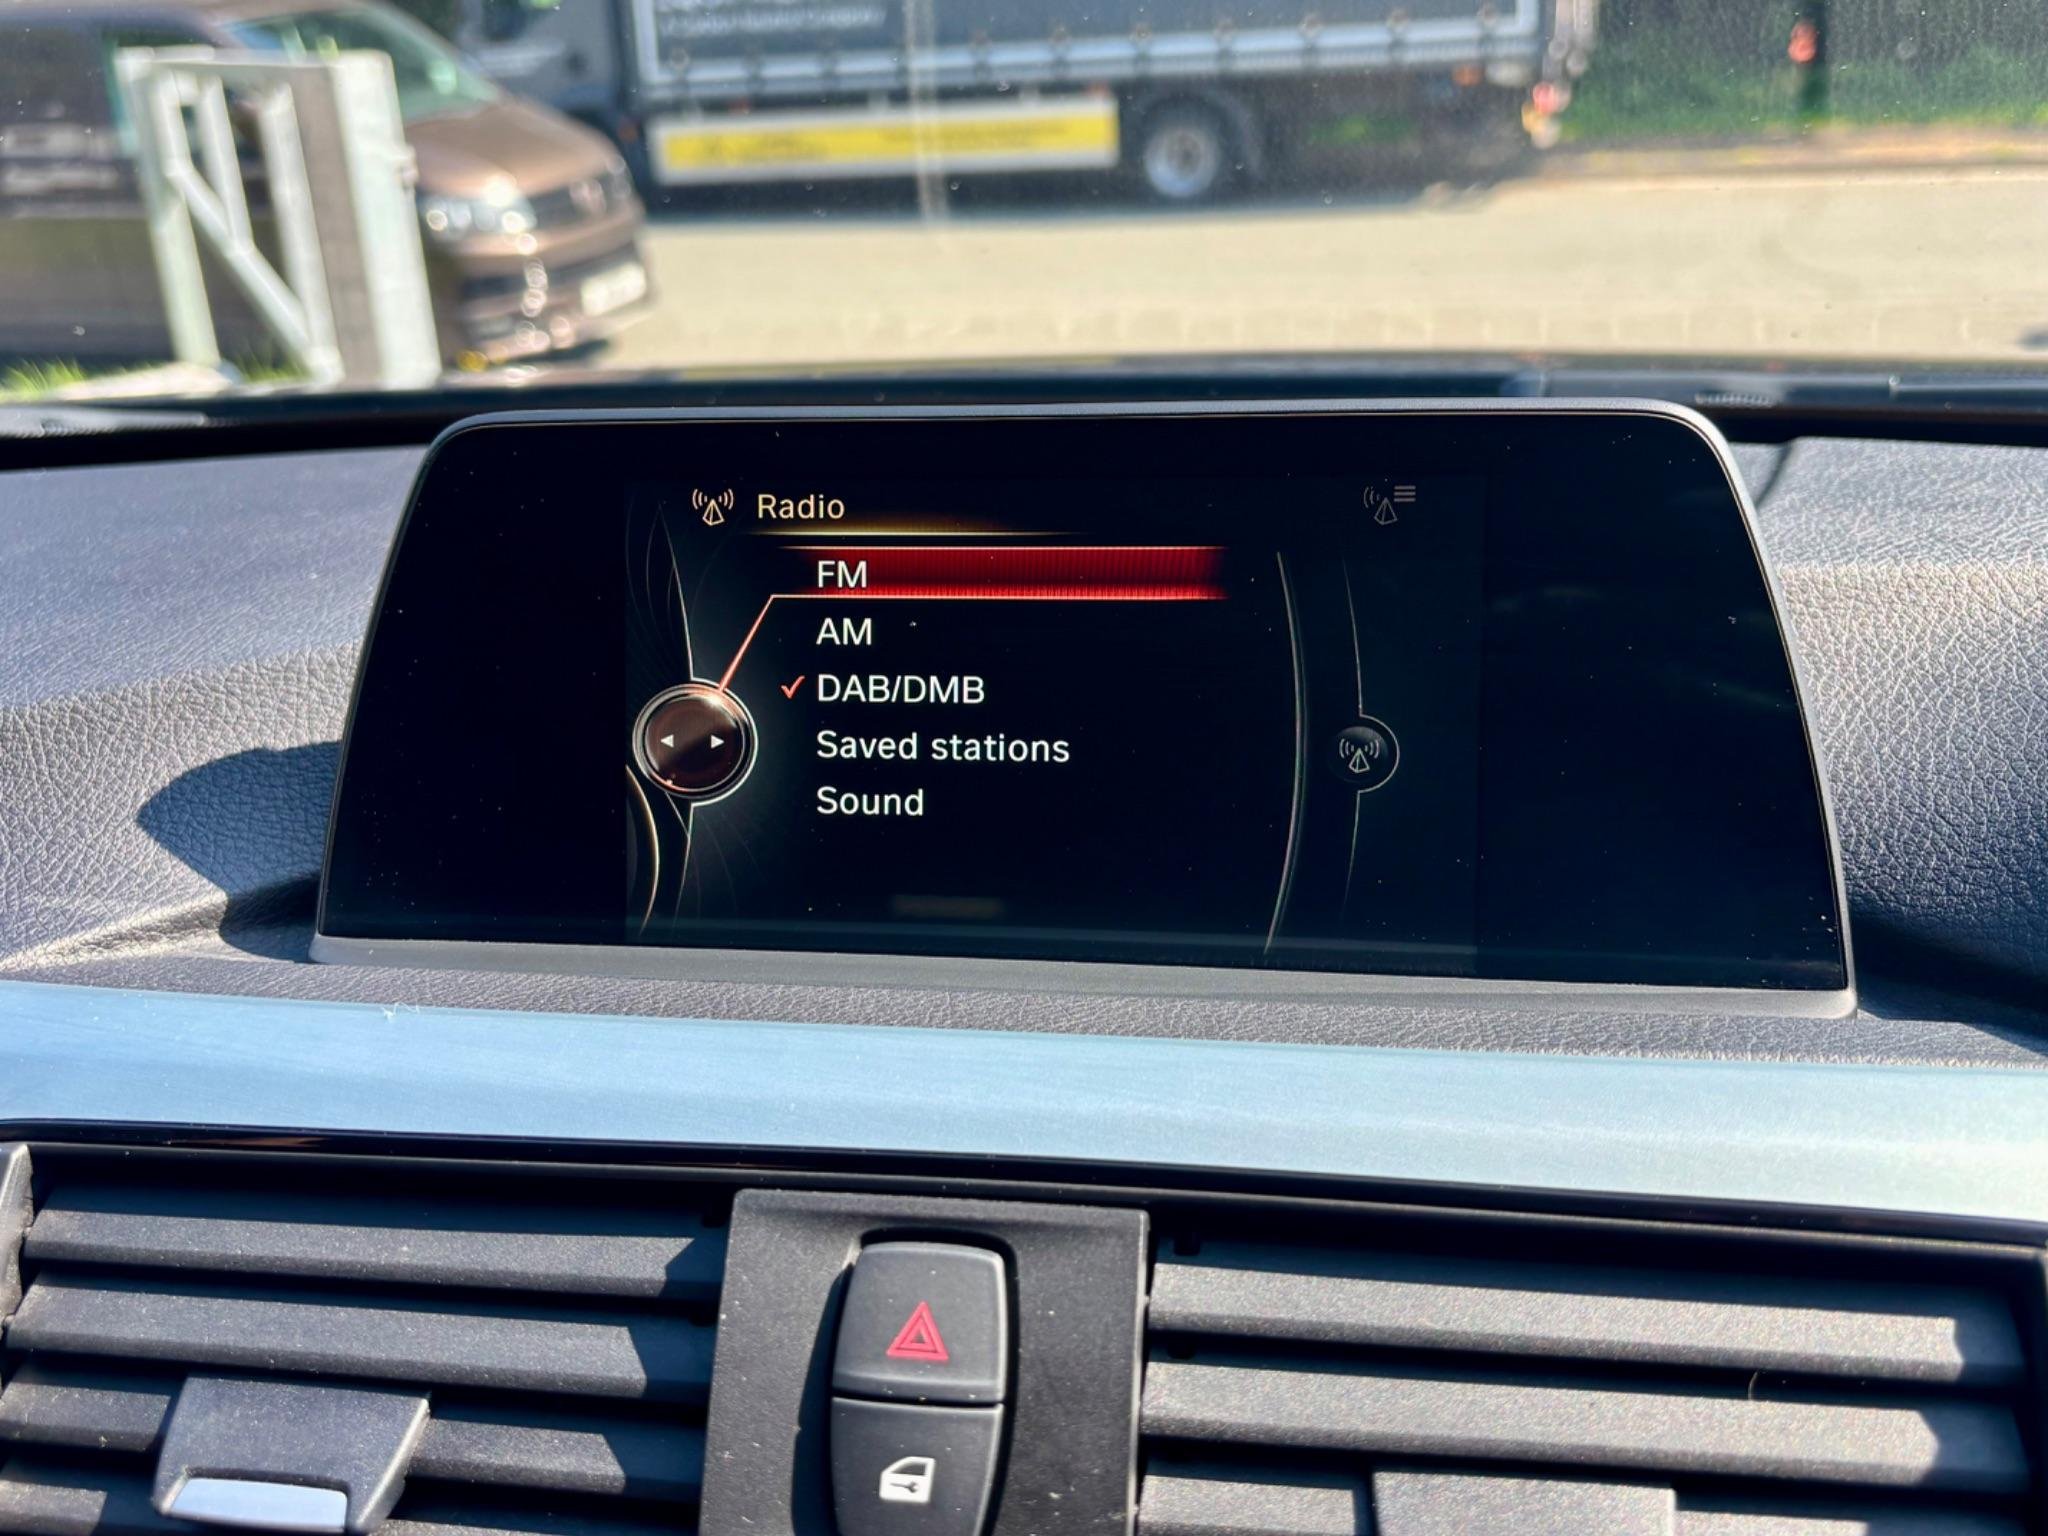 Radio
FM
AM
DAB/DMB
Saved stations
Sound